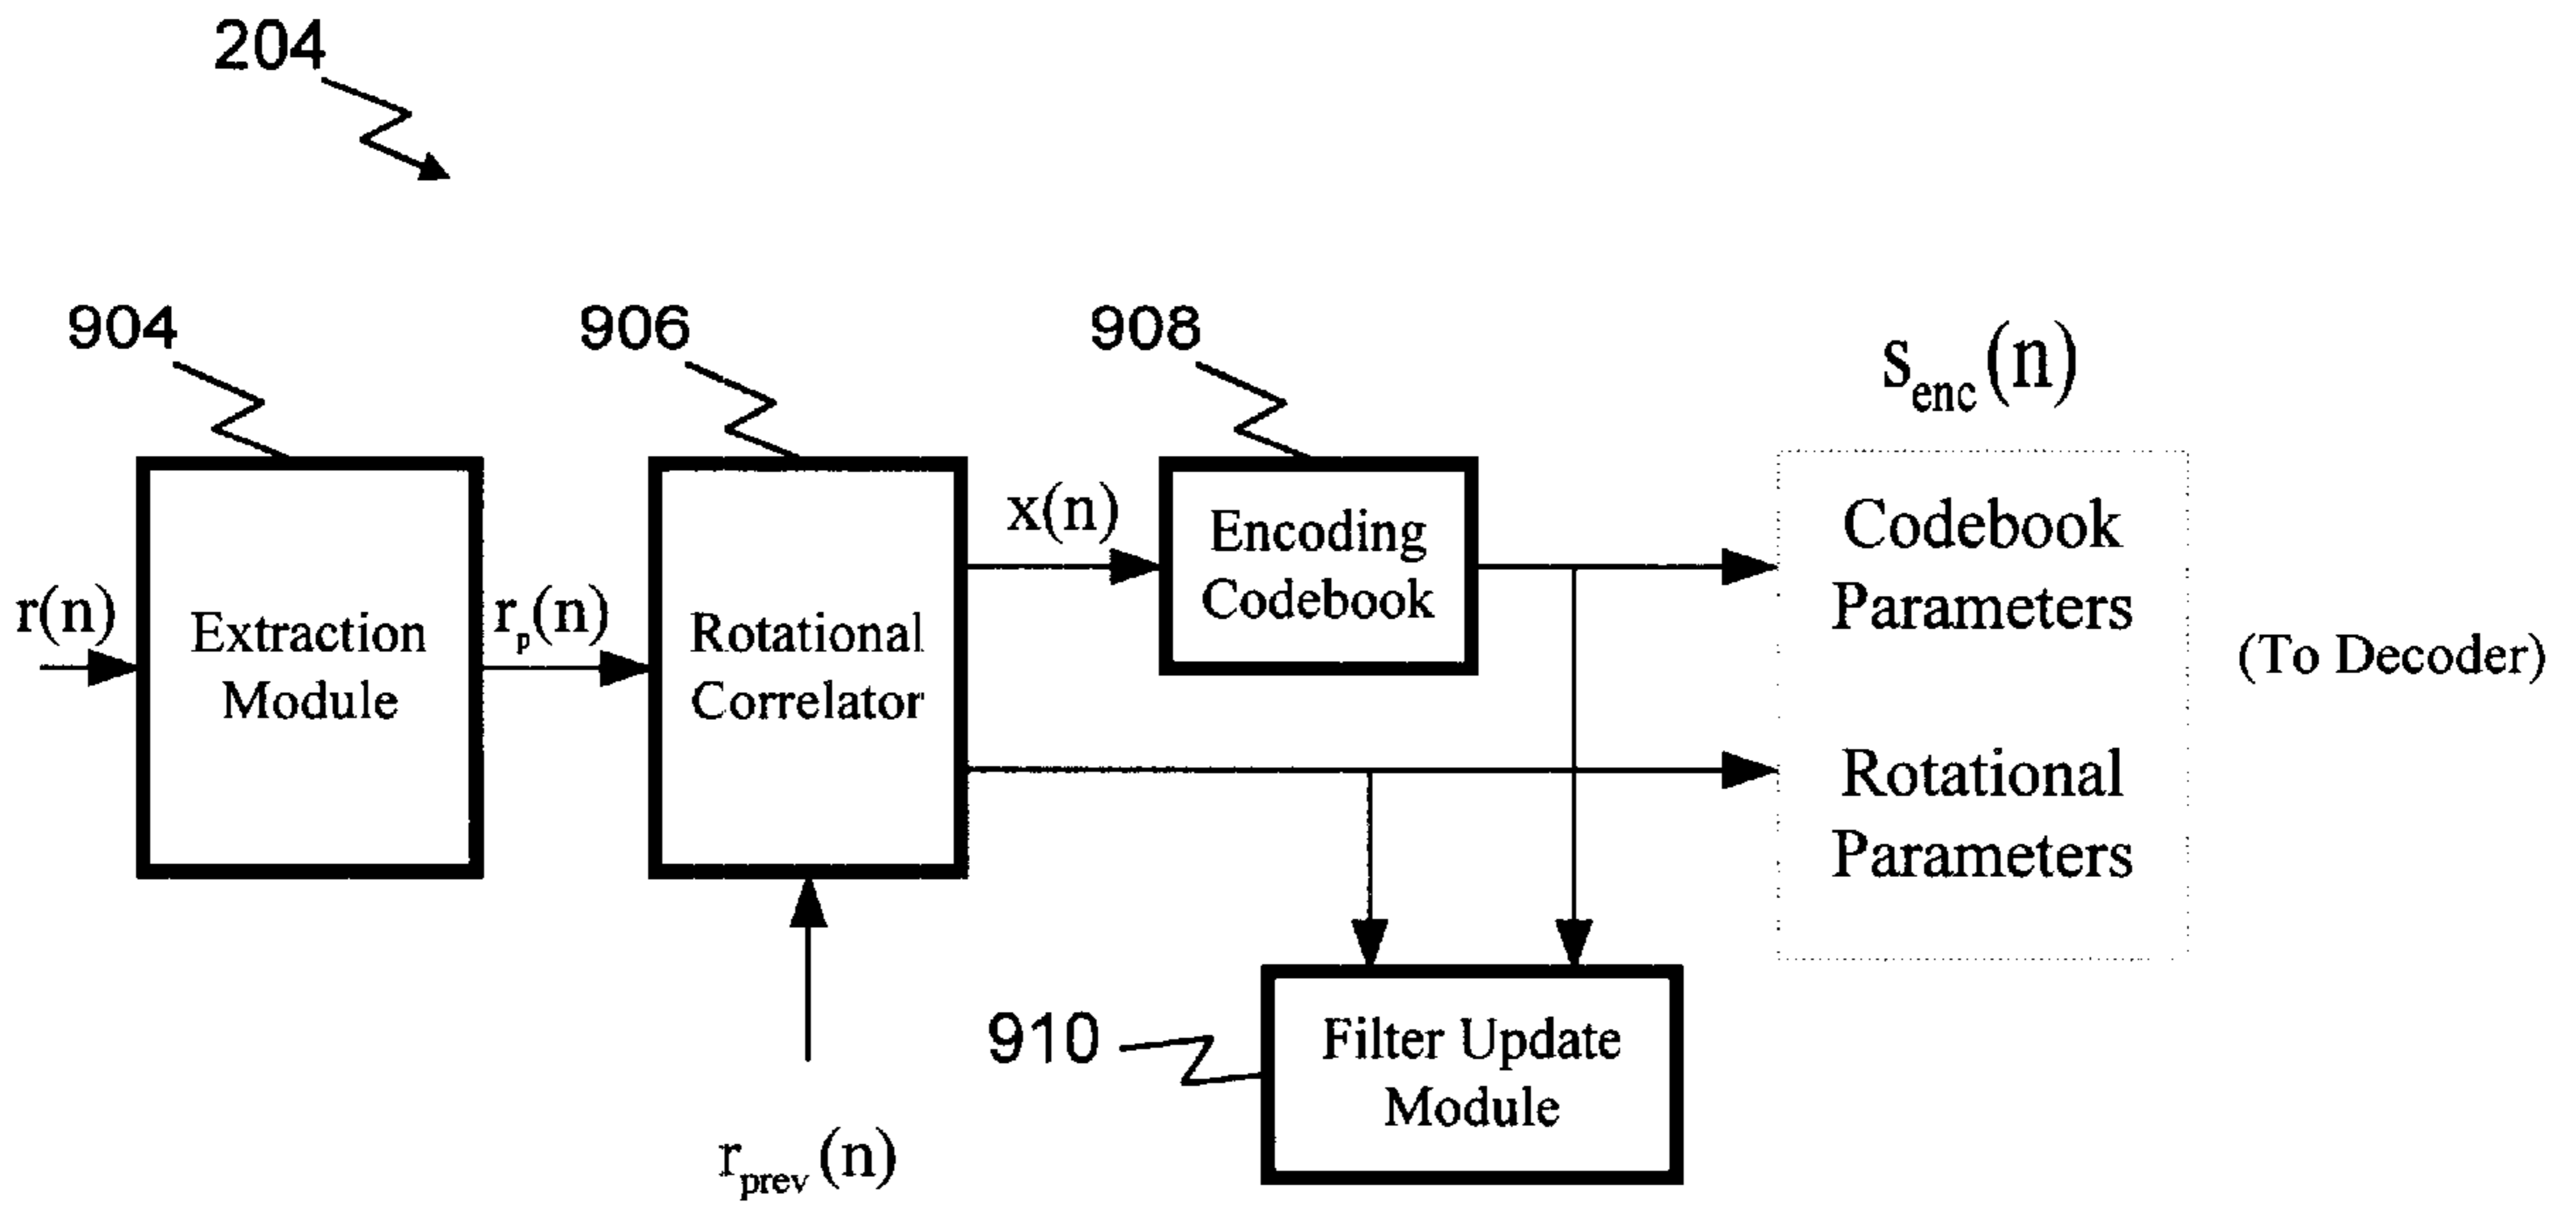 204
904
906
908
s_enc(n)
r(n)
Extraction
Module
r_p(n)
Rotational
Correlator
x(n)
Encoding
Codebook
Codebook
Parameters
Rotational
Parameters
(To Decoder)
910
Filter Update
Module
r_prev(n)